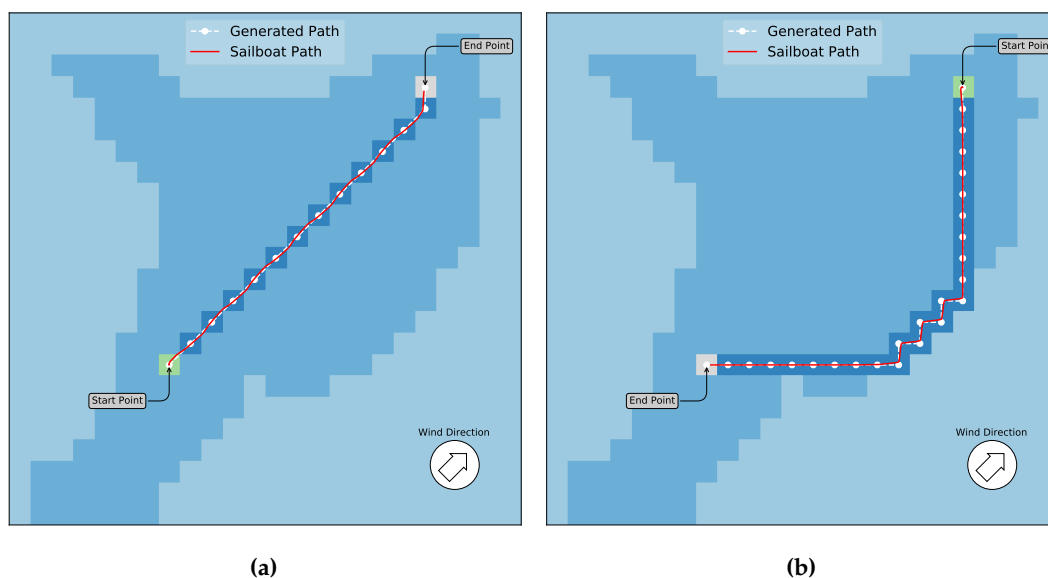 Generated Path
Sailboat Path
End Point
Start Point
Wind Direction
(a)
Generated Path
Sailboat Path
Start Point
End Point
Wind Direction
(b)